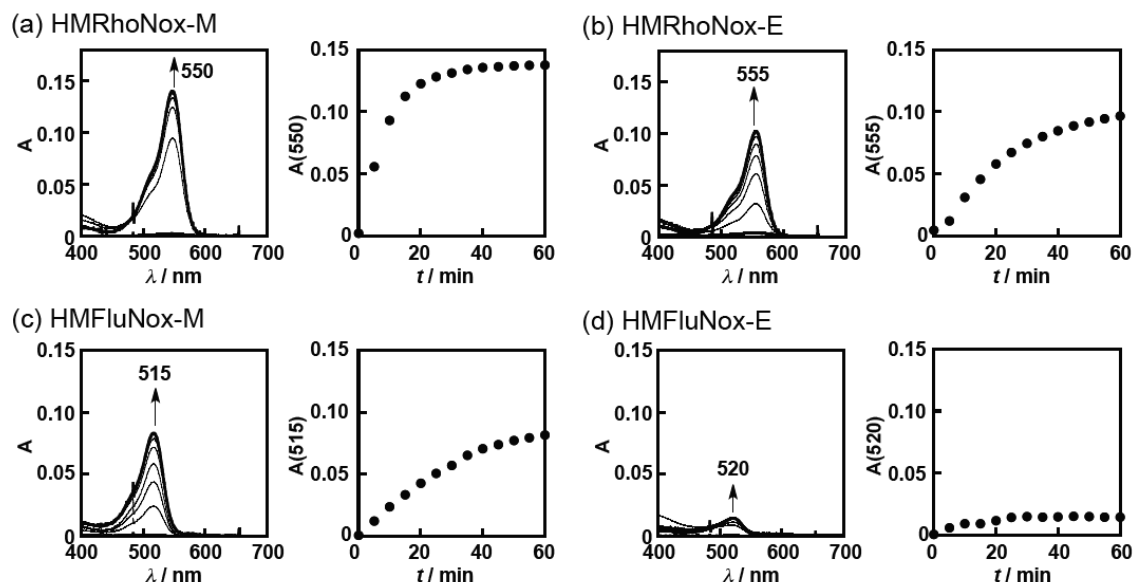 (a) HMRhoNox-M
0.15
0.10
0.05
0
A
550
400 500 600 700
λ / nm
0.15
0.10
0.05
0
A(550)
0 20 40 60
t / min
(b) HMRhoNox-E
0.15
0.10
0.05
0
A
555
400 500 600 700
λ / nm
0.15
0.10
0.05
0
A(555)
0 20 40 60
t / min
(c) HMFluNox-M
0.15
0.10
0.05
0
A
515
400 500 600 700
λ / nm
0.15
0.10
0.05
0
A(515)
0 20 40 60
t / min
(d) HMFluNox-E
0.15
0.10
0.05
0
A
520
400 500 600 700
λ / nm
0.15
0.10
0.05
0
A(520)
0 20 40 60
t / min